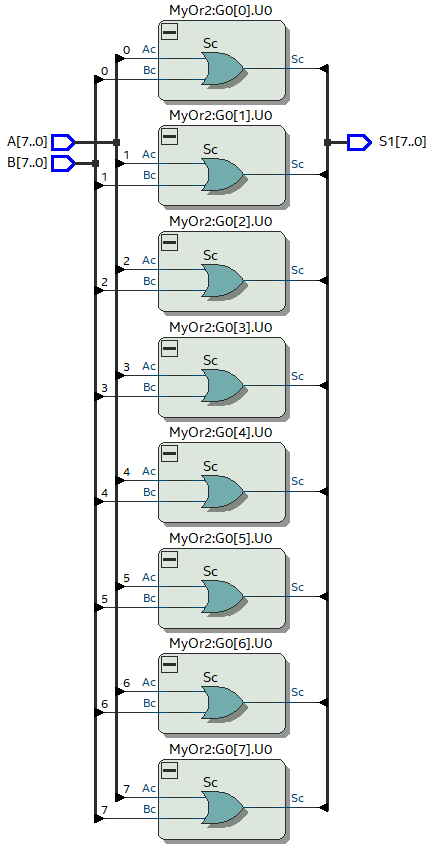 MyOr2:G0[0].U0
0 Ac Sc Sc
0 Bc
MyOr2:G0[1].U0
A[7..0] S1[7..0]
B[7..0]
1 Ac Sc Sc
1 Bc
MyOr2:G0[2].U0
2 Ac Sc Sc
2 Bc
MyOr2:G0[3].U0
3 Ac Sc Sc
3 Bc
MyOr2:G0[4].U0
4 Ac Sc Sc
4 Bc
MyOr2:G0[5].U0
5 Ac Sc Sc
5 Bc
MyOr2:G0[6].U0
6 Ac Sc Sc
6 Bc
MyOr2:G0[7].U0
7 Ac Sc Sc
7 Bc